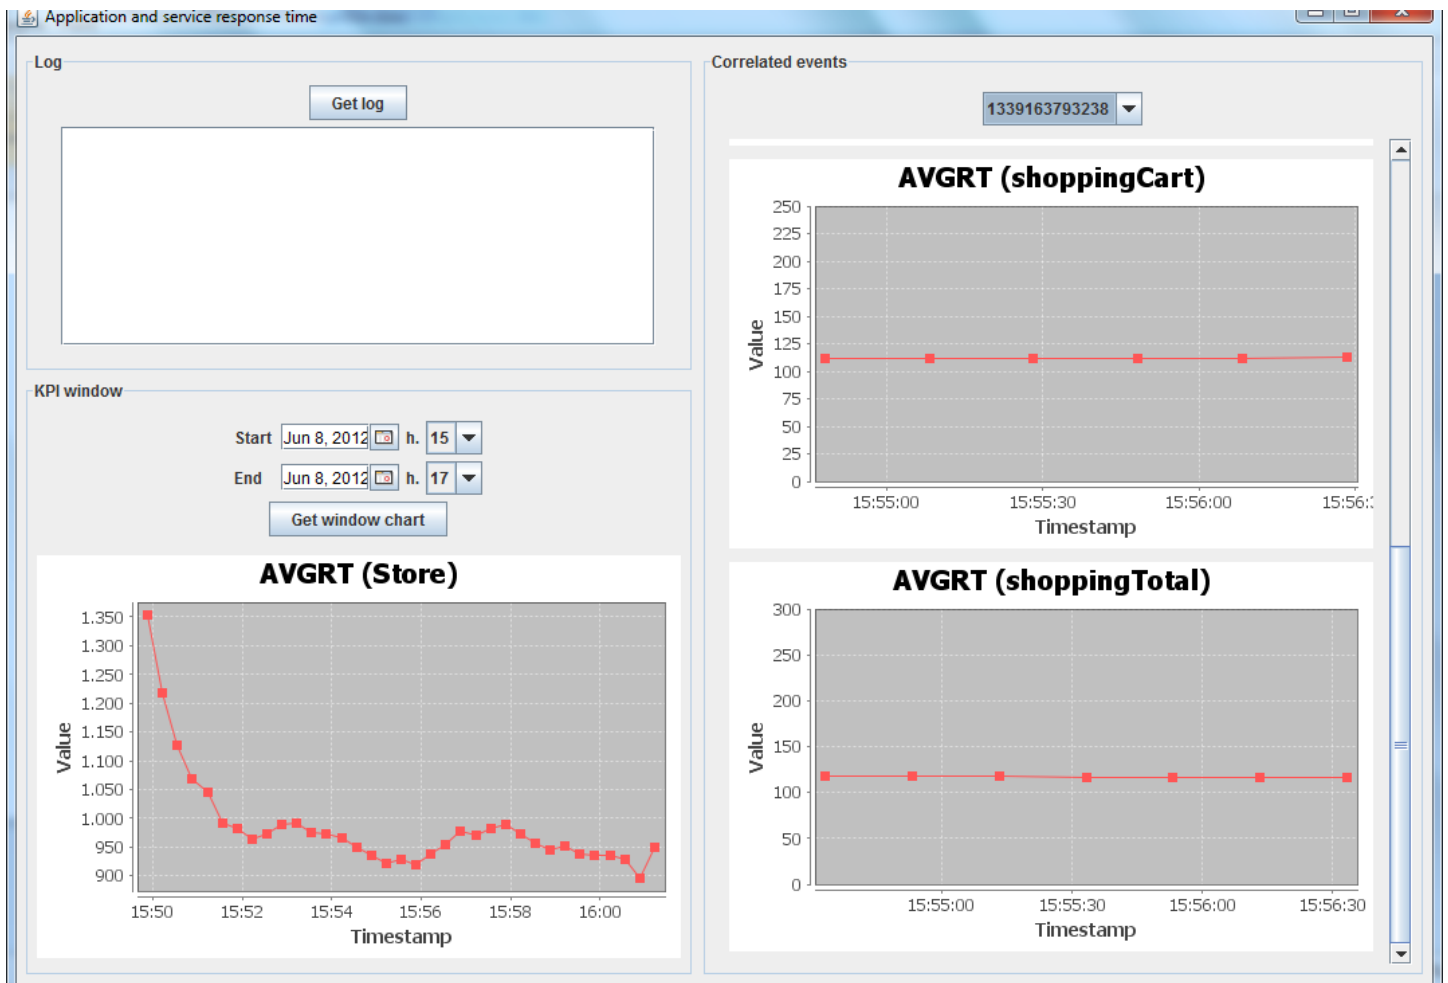 Application and service response time
Log
Get log
KPI window
Start Jun 8, 2012 h. 15
End Jun 8, 2012 h. 17
Get window chart
AVGRT (Store)
Value
1.350
1.300
1.250
1.200
1.150
1.100
1.050
1.000
950
900
15:50 15:52 15:54 15:56 15:58 16:00
Timestamp
Correlated events
1339163793238
AVGRT (shoppingCart)
Value
250
225
200
175
150
125
100
75
50
25
0
15:55:00 15:55:30 15:56:00 15:56:
Timestamp
AVGRT (shoppingTotal)
Value
300
250
200
150
100
50
0
15:55:00 15:55:30 15:56:00 15:56:30
Timestamp